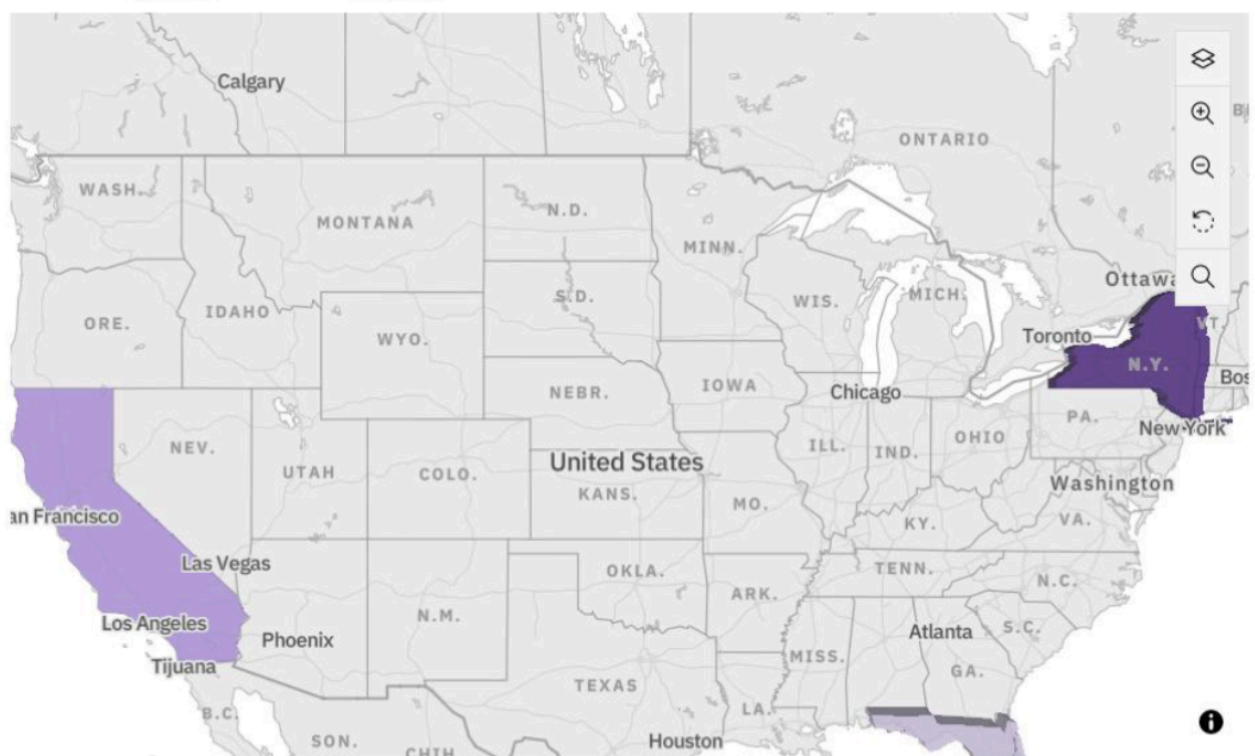 Calgary
ONTARIO
WASH.
MONTANA
N.D.
MINN.
Ottawa
ORE.
IDAHO
S.D.
WIS.
MICH.
WYO.
Toronto
VT.
N.Y.
NEBR.
IOWA
Chicago
Bos
NEV.
ILL.
IND.
OHIO
PA.
New York
UTAH
COLO.
United States
KANS.
MO.
Washington
an Francisco
KY.
VA.
Las Vegas
OKLA.
ARK.
TENN.
N.C.
Los Angeles
Phoenix
N.M.
Atlanta
S.C.
Tijuana
TEXAS
MISS.
GA.
B.C.
SON.
CHIH
Houston
LA.